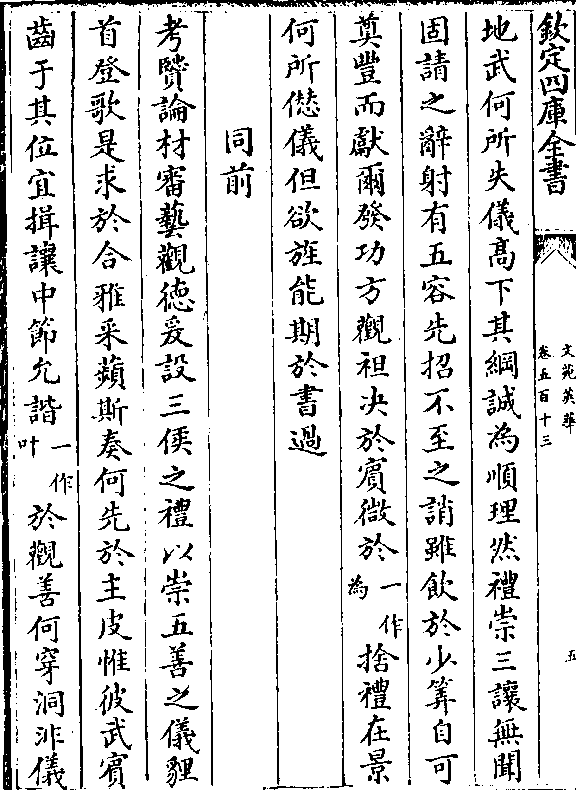 欽定四庫全書
文苑英華
卷五百十三
五
地武何所失儀髙下其綱誠為順理然禮崇三讓無聞
固請之辭射有五容先招不至之誚雖飲於少筭自可
奠豐而獻爾發功方觀袒决於賔微於一作為捨禮在景
何所愆儀但欲旌能期於書過
同前
考賢論材審藝觀徳爰設三侯之禮以崇五善之儀貍
首登歌是求於合雅采蘋斯奏何先於主皮惟彼武賔
齒于其位宜揖讓中節允諧一作叶於觀善何穿洞非儀